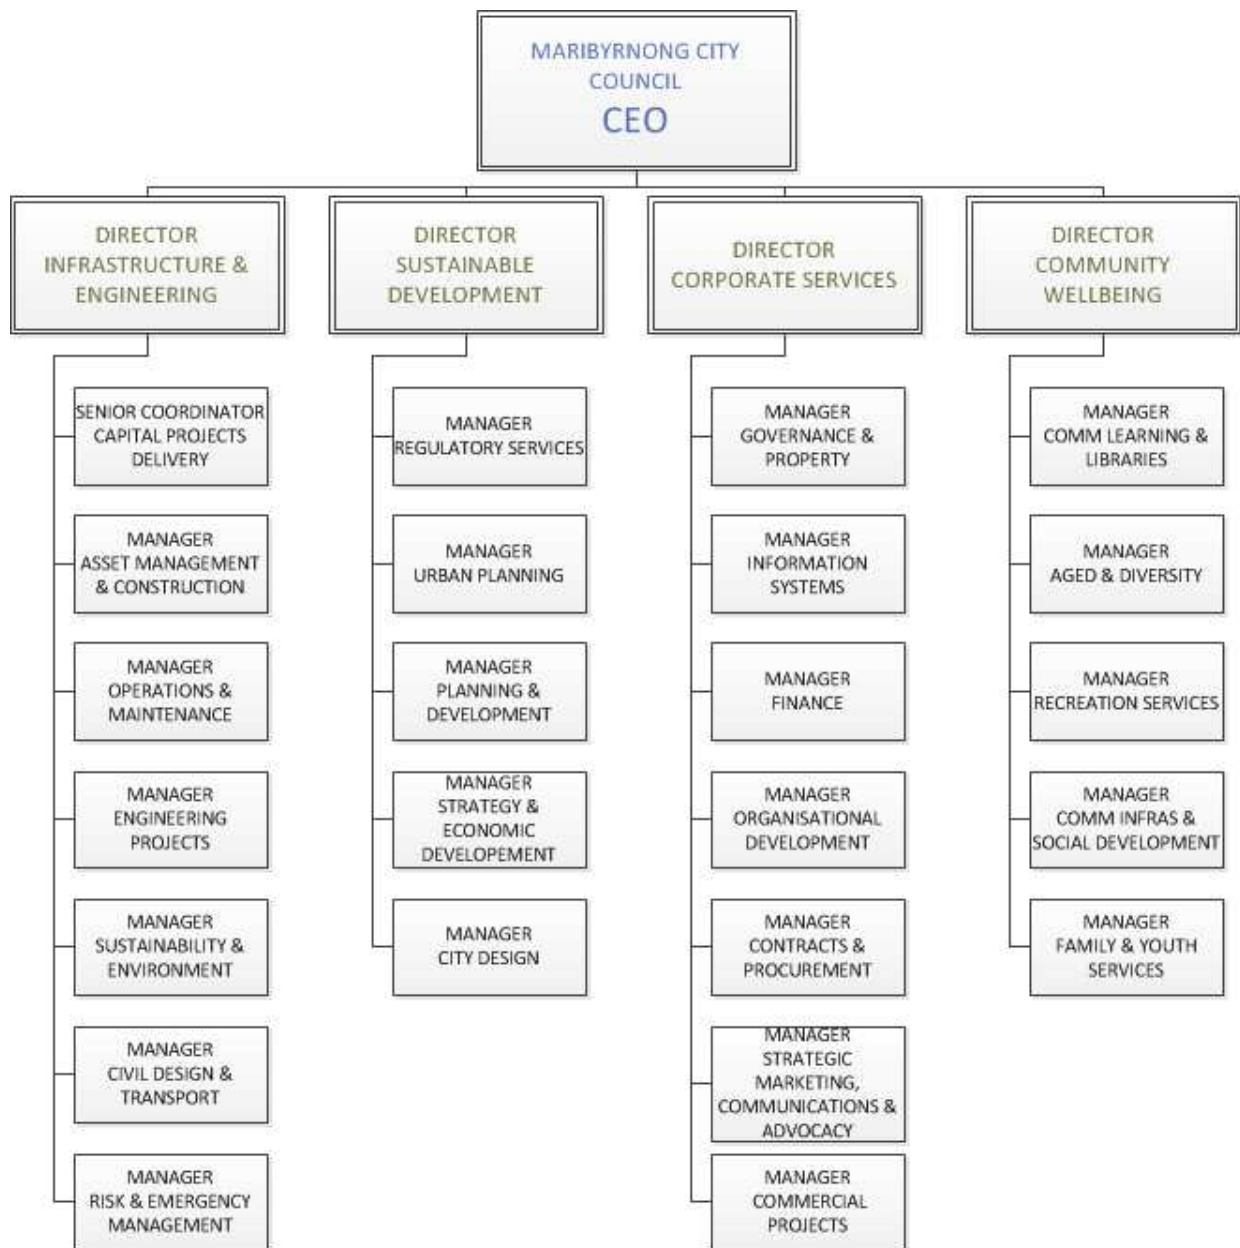 MARIBYRNONG CITY
COUNCIL
CEO
DIRECTOR
INFRASTRUCTURE &
ENGINEERING
SENIOR COORDINATOR
CAPITAL PROJECTS
DELIVERY
MANAGER
ASSET MANAGEMENT
& CONSTRUCTION
MANAGER
OPERATIONS &
MAINTENANCE
MANAGER
ENGINEERING
PROJECTS
MANAGER
SUSTAINABILITY &
ENVIRONMENT
MANAGER
CIVIL DESIGN &
TRANSPORT
MANAGER
RISK & EMERGENCY
MANAGEMENT
DIRECTOR
SUSTAINABLE
DEVELOPMENT
MANAGER
REGULATORY SERVICES
MANAGER
URBAN PLANNING
MANAGER
PLANNING &
DEVELOPMENT
MANAGER
STRATEGY &
ECONOMIC
DEVELOPEMENT
MANAGER
CITY DESIGN
DIRECTOR
CORPORATE SERVICES
MANAGER
GOVERNANCE &
PROPERTY
MANAGER
INFORMATION
SYSTEMS
MANAGER
FINANCE
MANAGER
ORGANISATIONAL
DEVELOPMENT
MANAGER
CONTRACTS &
PROCUREMENT
MANAGER
STRATEGIC
MARKETING,
COMMUNICATIONS &
ADVOCACY
MANAGER
COMMERCIAL
PROJECTS
DIRECTOR
COMMUNITY
WELLBEING
MANAGER
COMM LEARNING &
LIBRARIES
MANAGER
AGED & DIVERSITY
MANAGER
RECREATION SERVICES
MANAGER
COMM INFRAS &
SOCIAL DEVELOPMENT
MANAGER
FAMILY & YOUTH
SERVICES